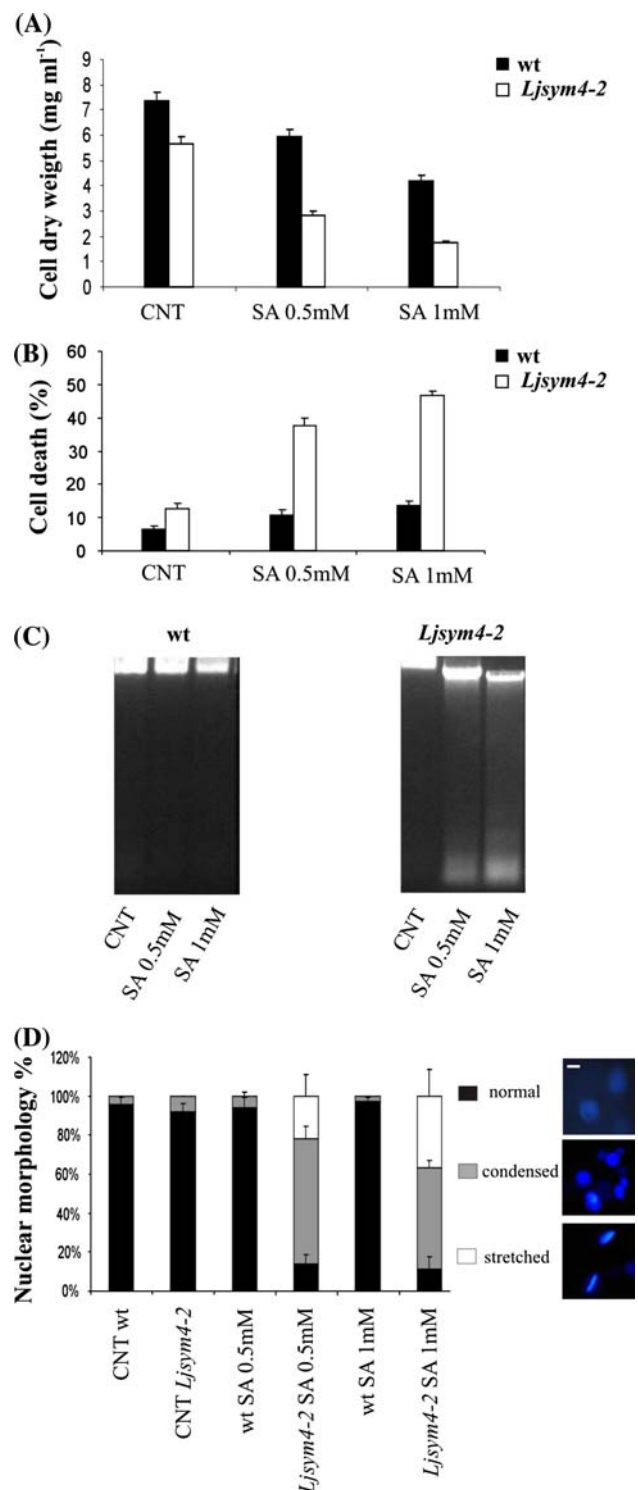 (A)
Cell dry weigth (mg ml⁻¹)
9
8
7
6
5
4
3
2
1
0
CNT SA 0.5mM SA 1mM
wt
Ljsym4-2
(B)
Cell death (%)
60
50
40
30
20
10
0
CNT SA 0.5mM SA 1mM
wt
Ljsym4-2
(C)
wt Ljsym4-2
CNT SA 0.5mM SA 1mM
CNT SA 0.5mM SA 1mM
(D)
Nuclear morphology %
120%
100%
80%
60%
40%
20%
0%
CNT wt
CNT Ljsym4-2
wt SA 0.5mM
Ljsym4-2 SA 0.5mM
wt SA 1mM
Ljsym4-2 SA 1mM
normal
condensed
stretched